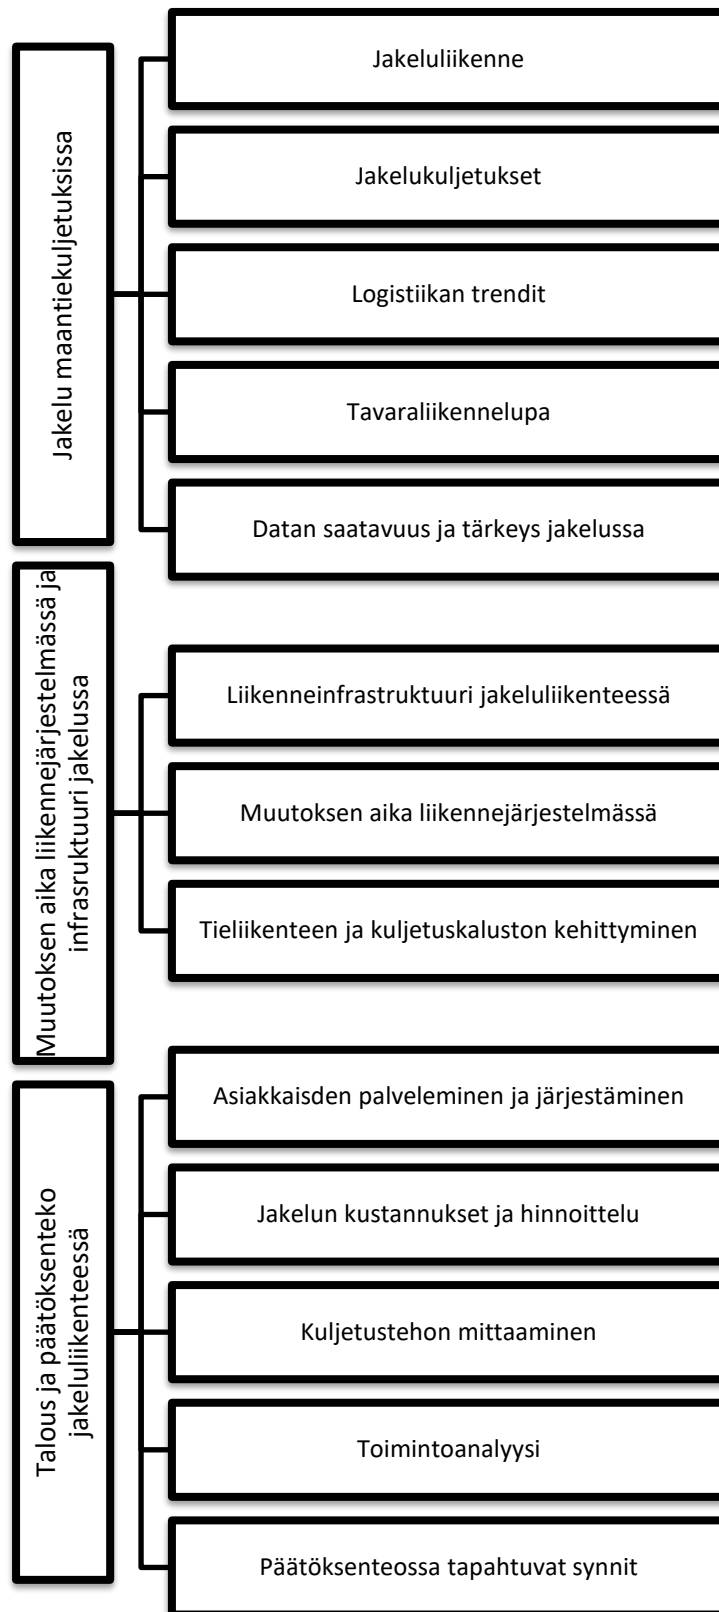 Jakelu maantiekuljetuksissa
Jakeluliikenne
Jakelukuljetukset
Logistiikan trendit
Tavaraliikennelupa
Datan saatavuus ja tärkeys jakelussa
Muutoksen aika liikennejärjestelmässä ja
infrasruktuuri jakelussa
Liikenneinfrastruktuuri jakeluliikenteessä
Muutoksen aika liikennejärjestelmässä
Tieliikenteen ja kuljetuskaluston kehittyminen
Talous ja päätöksenteko
jakeluliikenteessä
Asiakkaisden palveleminen ja järjestäminen
Jakelun kustannukset ja hinnoittelu
Kuljetustehon mittaaminen
Toimintoanalyysi
Päätöksenteossa tapahtuvat synnit